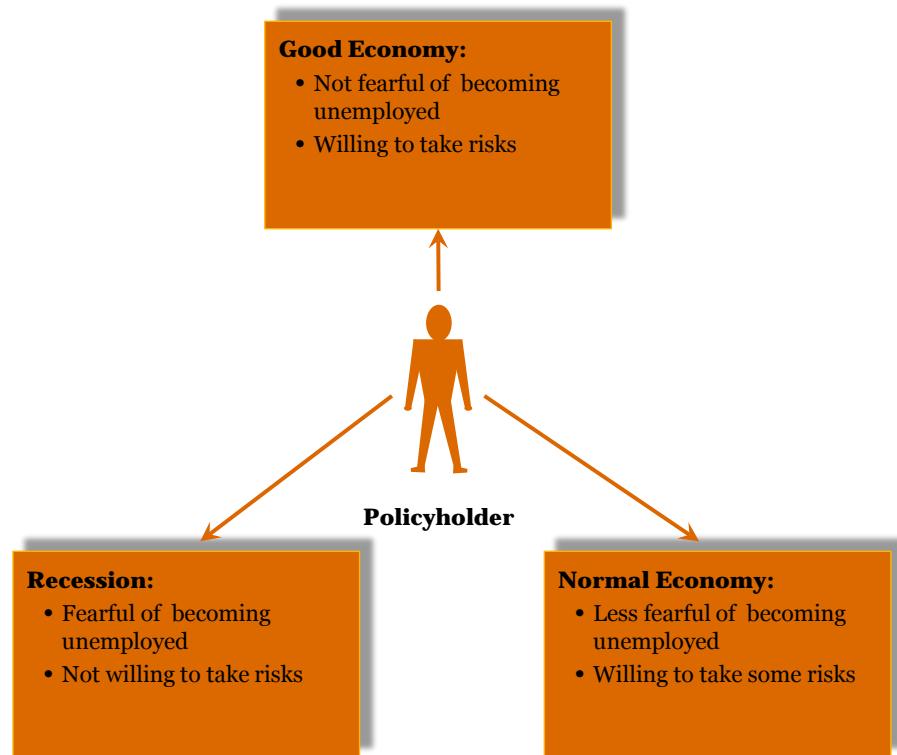 Good Economy:
• Not fearful of becoming
unemployed
• Willing to take risks
Policyholder
Recession:
• Fearful of becoming
unemployed
• Not willing to take risks
Normal Economy:
• Less fearful of becoming
unemployed
• Willing to take some risks